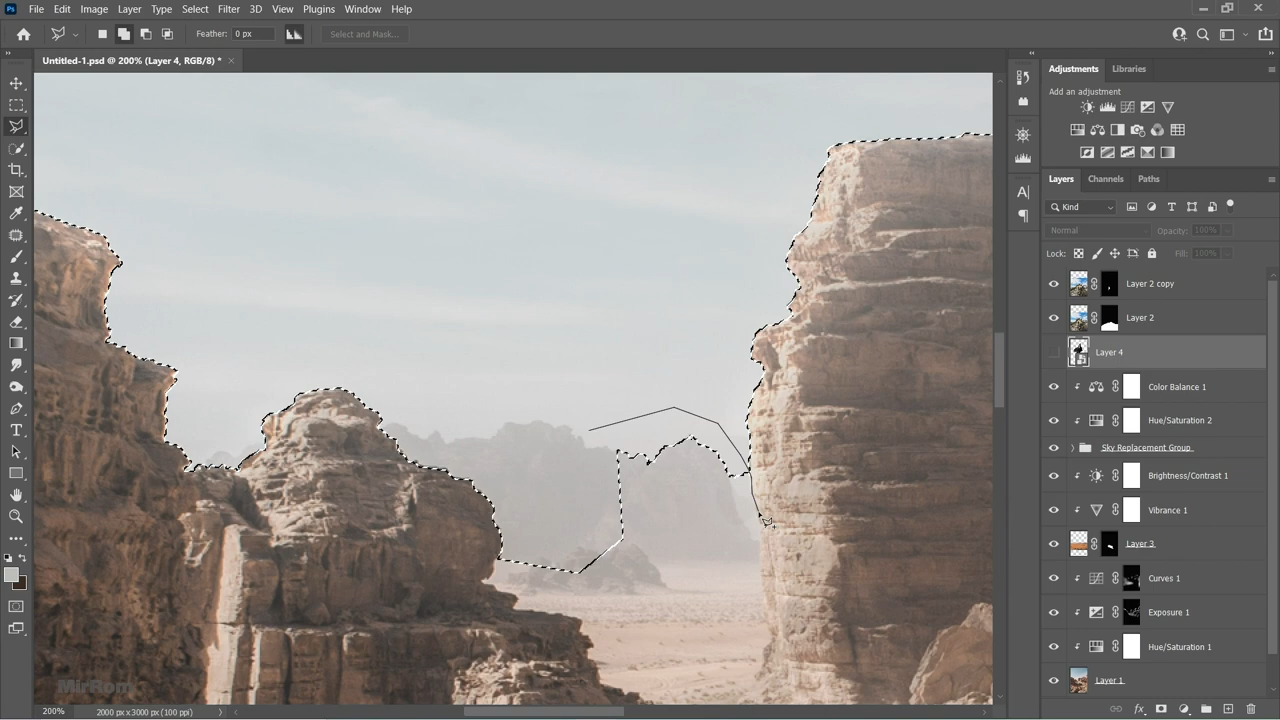 Ps File Edit Image Layer Type Select Filter 3D View Plugins Window Help
Feather: 0 px Select and Mask...
Untitled-1.psd @ 200% (Layer 4, RGB/8) * ×
Adjustments Libraries
Add an adjustment
Layers Channels Paths
Kind
Normal Opacity: 100%
Lock: Fill: 100%
Layer 2 copy
Layer 2
Layer 4
Color Balance 1
Hue/Saturation 2
Sky Replacement Group
Brightness/Contrast 1
Vibrance 1
Layer 3
Curves 1
Exposure 1
Hue/Saturation 1
Layer 1
MirRom
200% 2000 px x 3000 px (100 ppi)